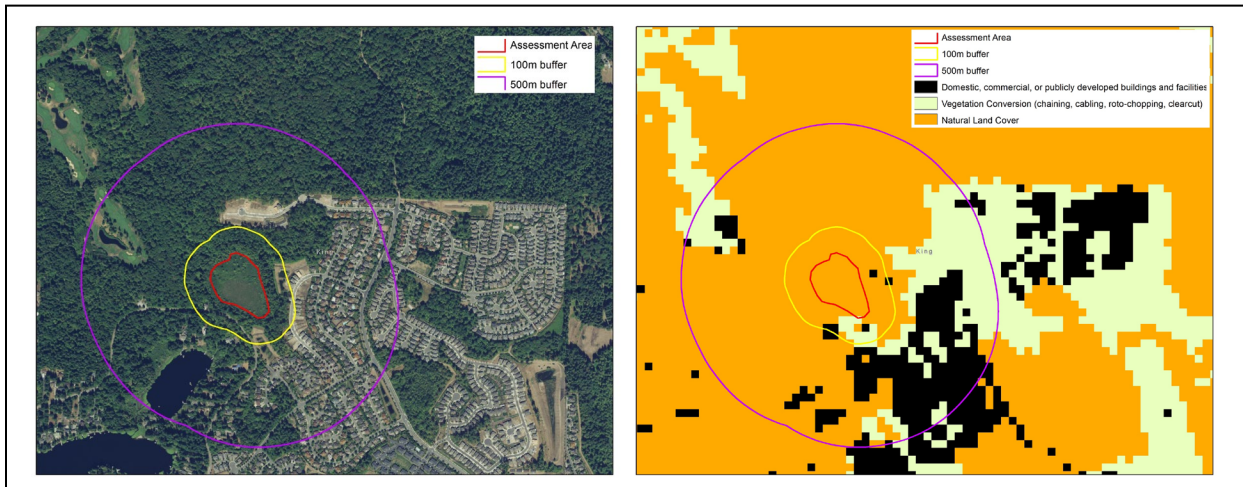 Assessment Area
100m buffer
500m buffer
King
Assessment Area
100m buffer
500m buffer
Domestic, commercial, or publicly developed buildings and facilities
Vegetation Conversion (chaining, cabling, roto-chopping, clearcut)
Natural Land Cover
King